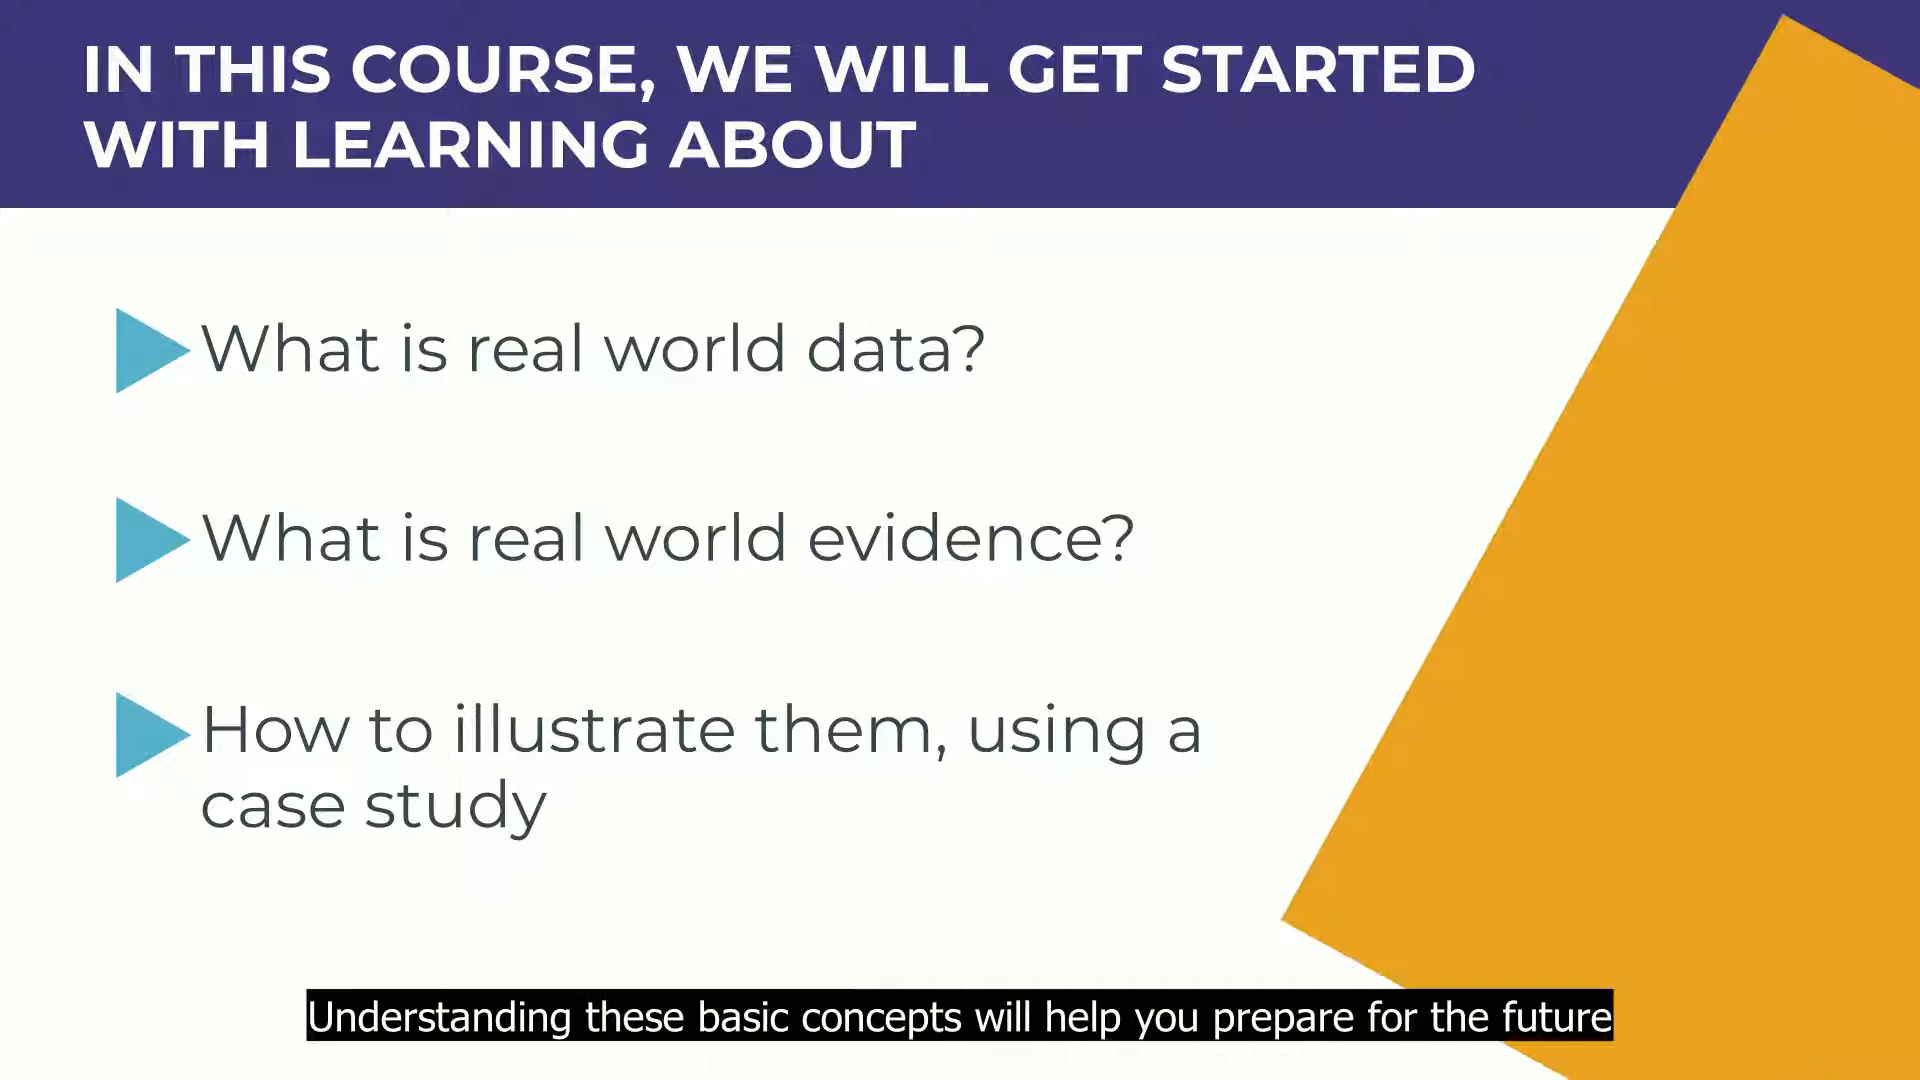 IN THIS COURSE, WE WILL GET STARTED
WITH LEARNING ABOUT
What is real world data?
What is real world evidence?
How to illustrate them, using a
case study
Understanding these basic concepts will help you prepare for the future